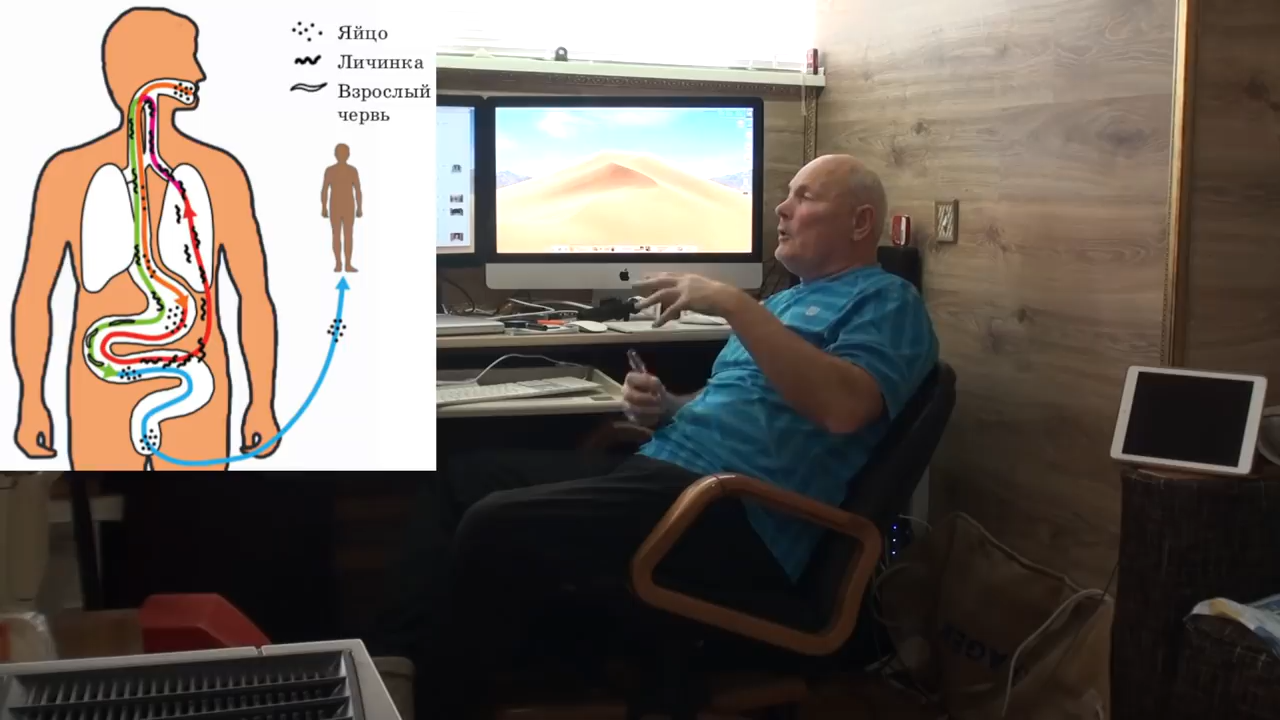 Яйцо
Личинка
Взрослый
червь